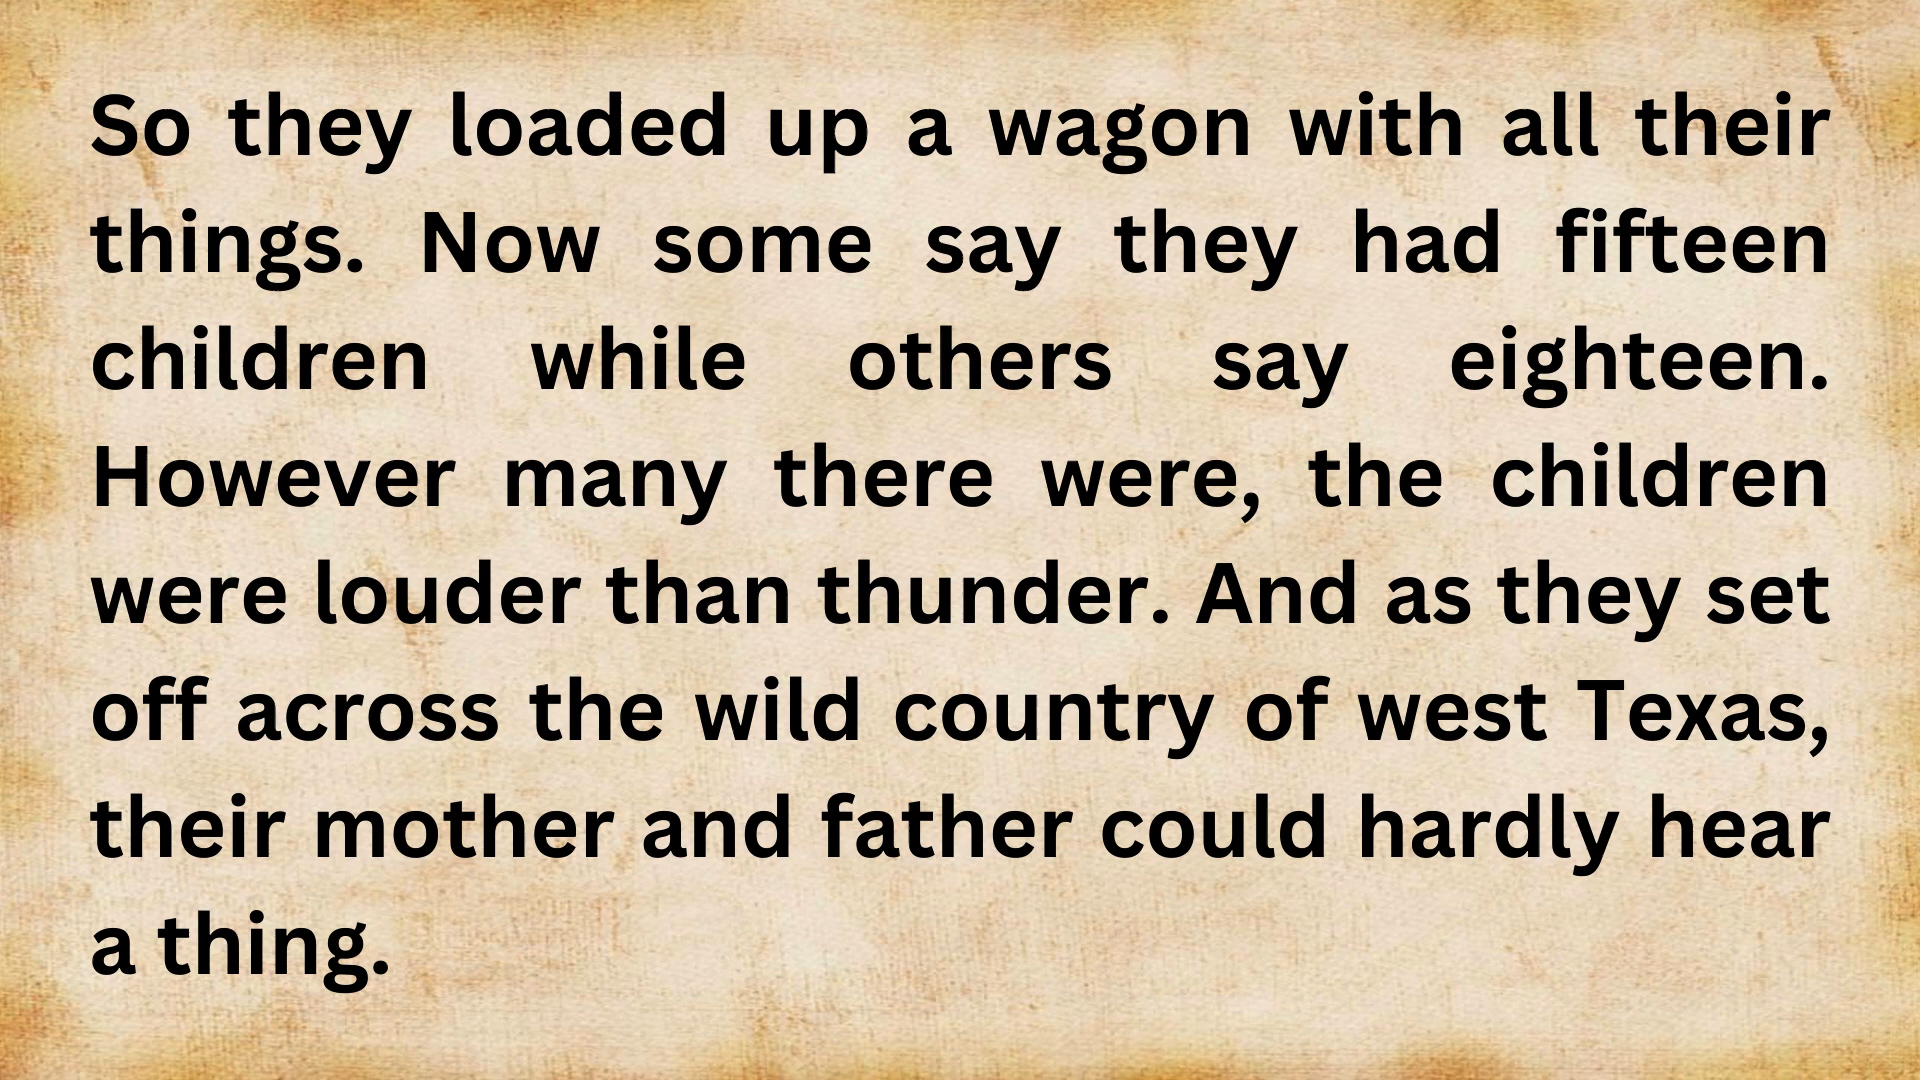 So they loaded up a wagon with all their
things. Now some say they had fifteen
children while others say eighteen.
However many there were, the children
were louder than thunder. And as they set
off across the wild country of west Texas,
their mother and father could hardly hear
a thing.